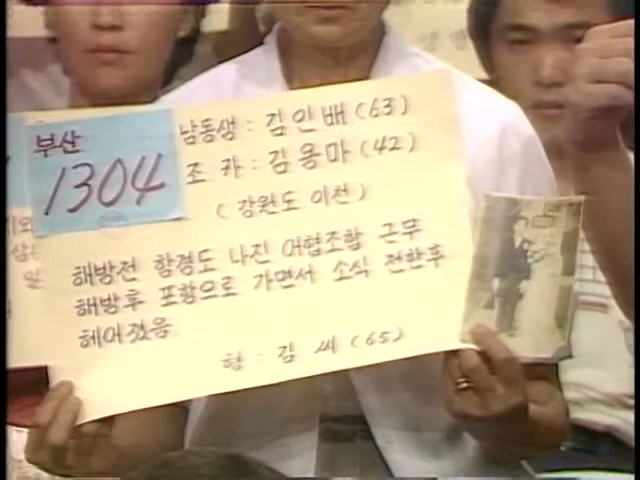 부산
1304
남동생 : 김인배 (63)
조 카 : 김용마 (42)
( 강원도 이천 )
해방전 함경도 나진 어협조합 근무
해방후 포항으로 가면서 소식 전한후
헤어졌음
형 : 김 씨 (65)